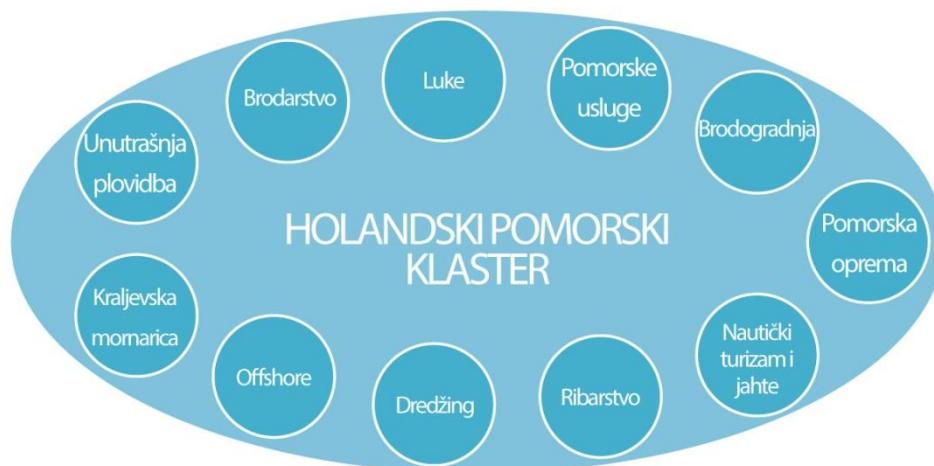 Brodarstvo
Luke
Pomorske
usluge
Brodogradnja
Unutrašnja
plovidba
HOLANDSKI POMORSKI
KLASTER
Pomorska
oprema
Kraljevska
mornarica
Offshore
Dredžing
Ribarstvo
Nautički
turizam i
jahte